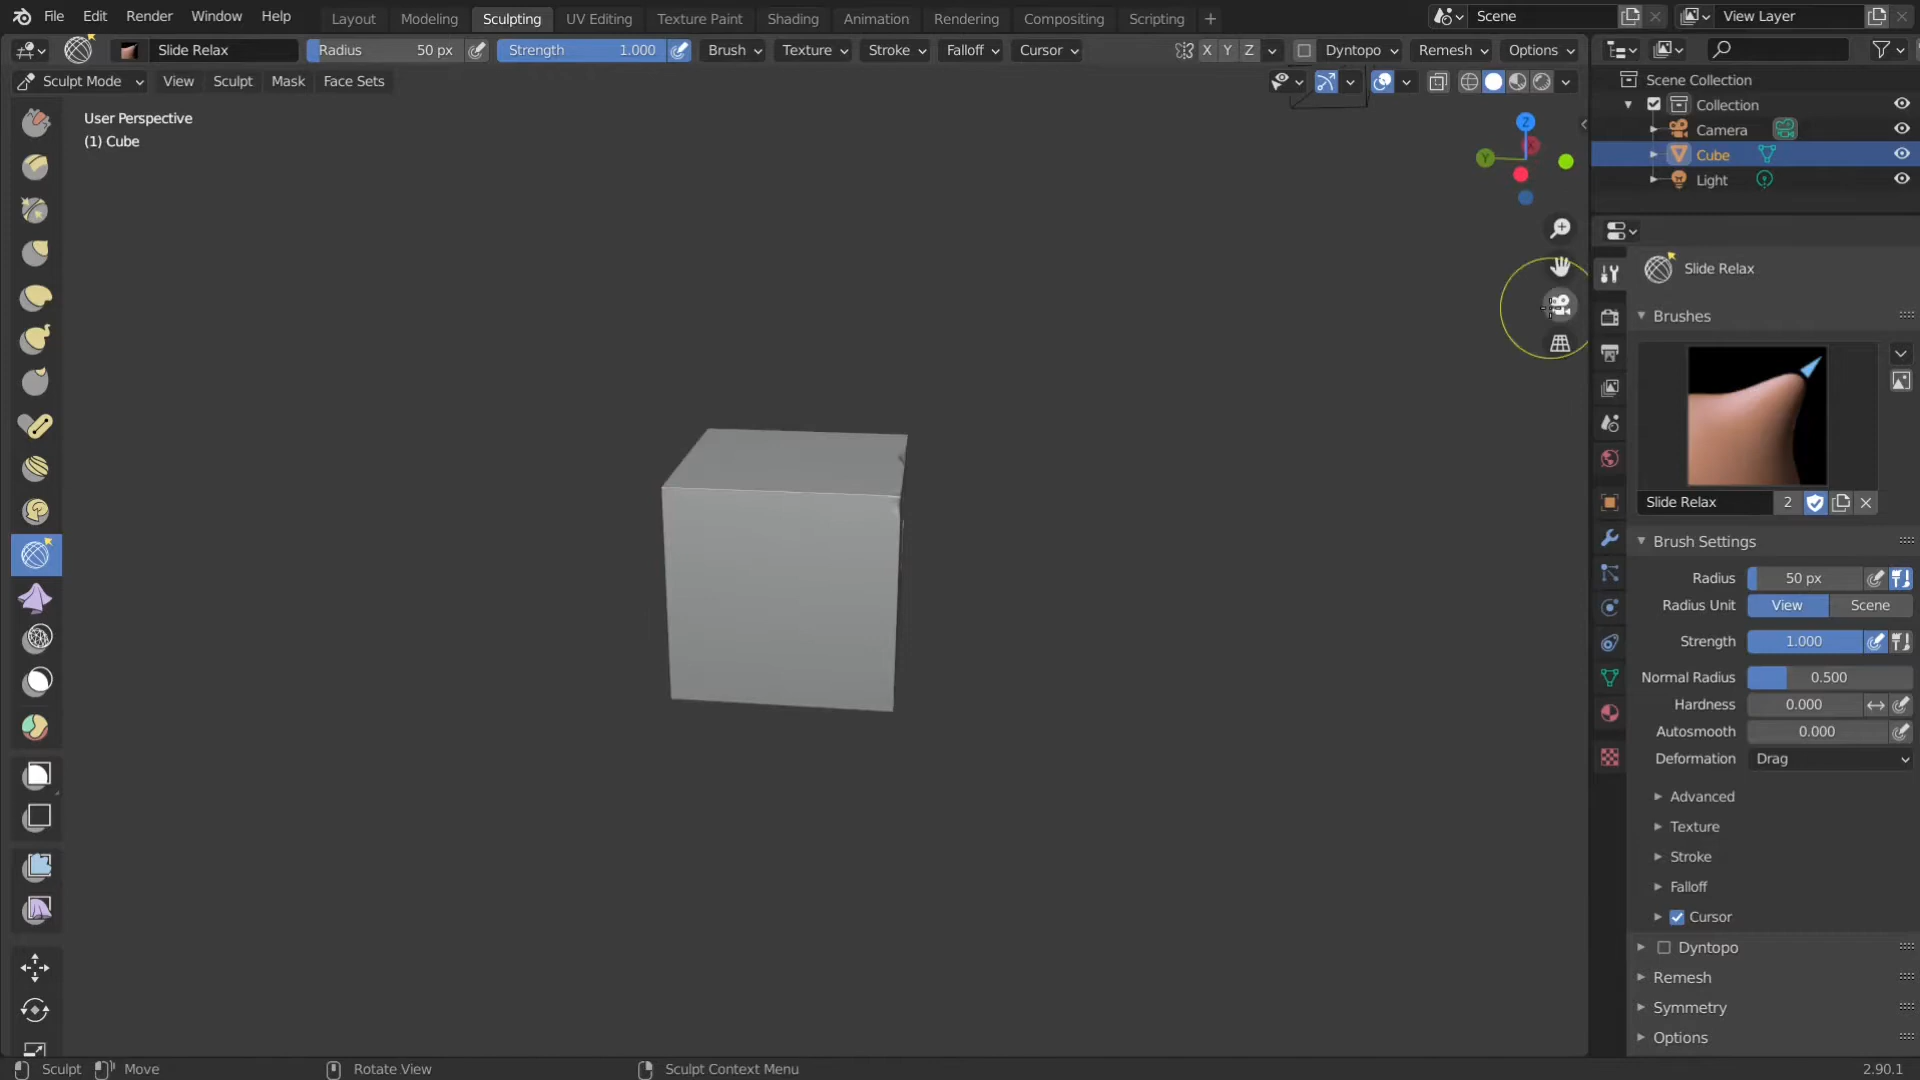 File Edit Render Window Help Layout Modeling Sculpting UV Editing Texture Paint Shading Animation Rendering Compositing Scripting + Scene View Layer
Slide Relax Radius 50 px Strength 1.000 Brush Texture Stroke Falloff Cursor X Y Z Dyntopo Remesh Options
Sculpt Mode View Sculpt Mask Face Sets
User Perspective
(1) Cube
Z
X
Y
Scene Collection
Collection
Camera
Cube
Light
Slide Relax
Brushes
Slide Relax 2
Brush Settings
Radius 50 px
Radius Unit View Scene
Strength 1.000
Normal Radius 0.500
Hardness 0.000
Autosmooth 0.000
Deformation Drag
Advanced
Texture
Stroke
Falloff
Cursor
Dyntopo
Remesh
Symmetry
Options
Sculpt Move Rotate View Sculpt Context Menu 2.90.1